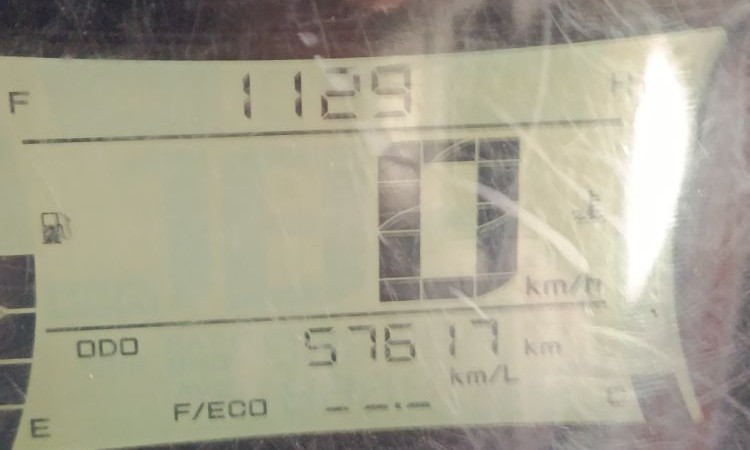 F 1129 H
0 km/h
ODO 57617 km
km/L
F/ECO -- --.--
E C